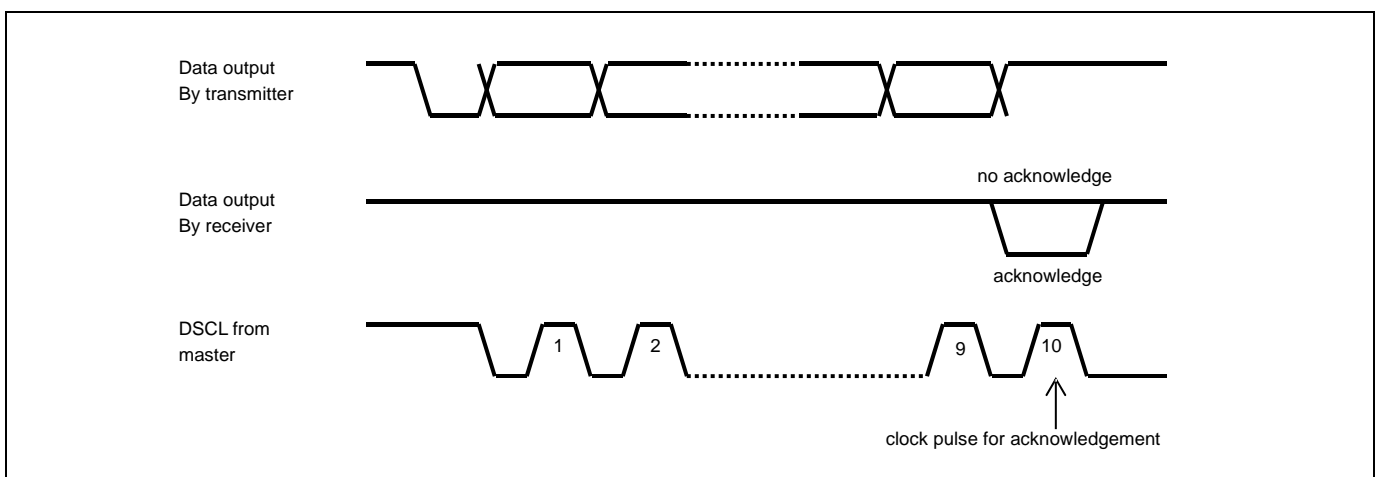 Data output
By transmitter
no acknowledge
Data output
By receiver
acknowledge
DSCL from
master
1
2
9
10
clock pulse for acknowledgement